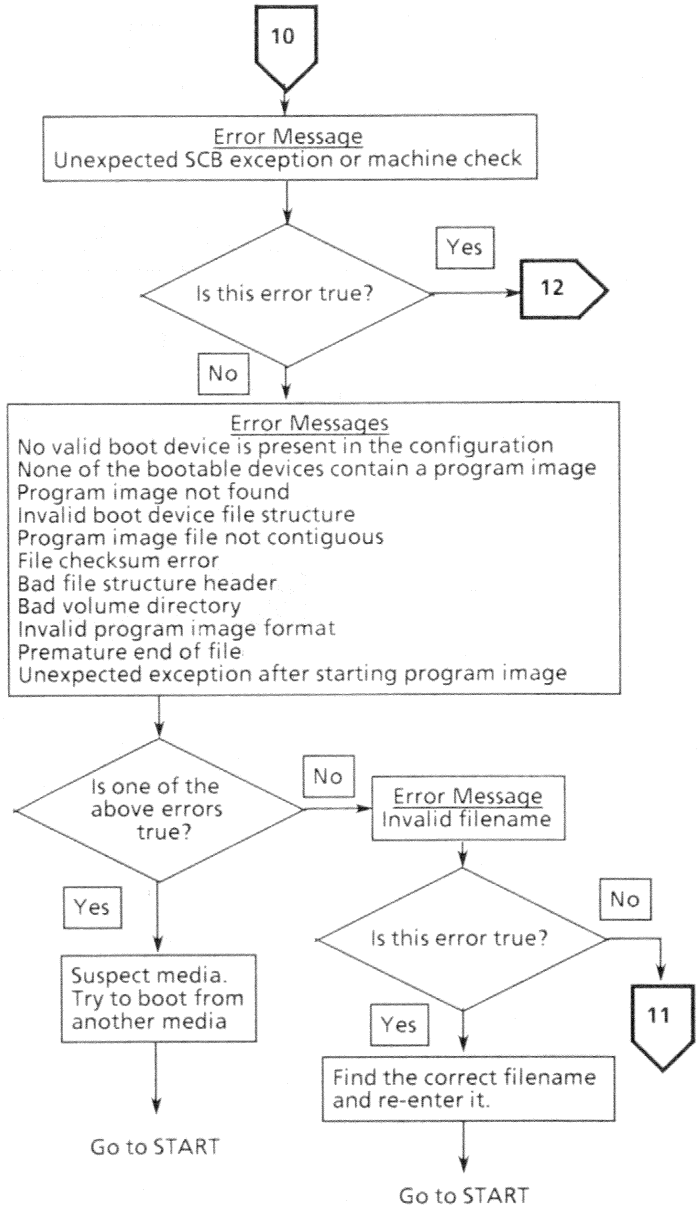 10
Error Message
Unexpected SCB exception or machine check
Yes
Is this error true?
12
No
Error Messages
No valid boot device is present in the configuration
None of the bootable devices contain a program image
Program image not found
Invalid boot device file structure
Program image file not contiguous
File checksum error
Bad file structure header
Bad volume directory
Invalid program image format
Premature end of file
Unexpected exception after starting program image
Is one of the
above errors
true?
No
Error Message
Invalid filename
Yes
Is this error true?
No
Suspect media.
Try to boot from
another media
11
Yes
Find the correct filename
and re-enter it.
Go to START
Go to START